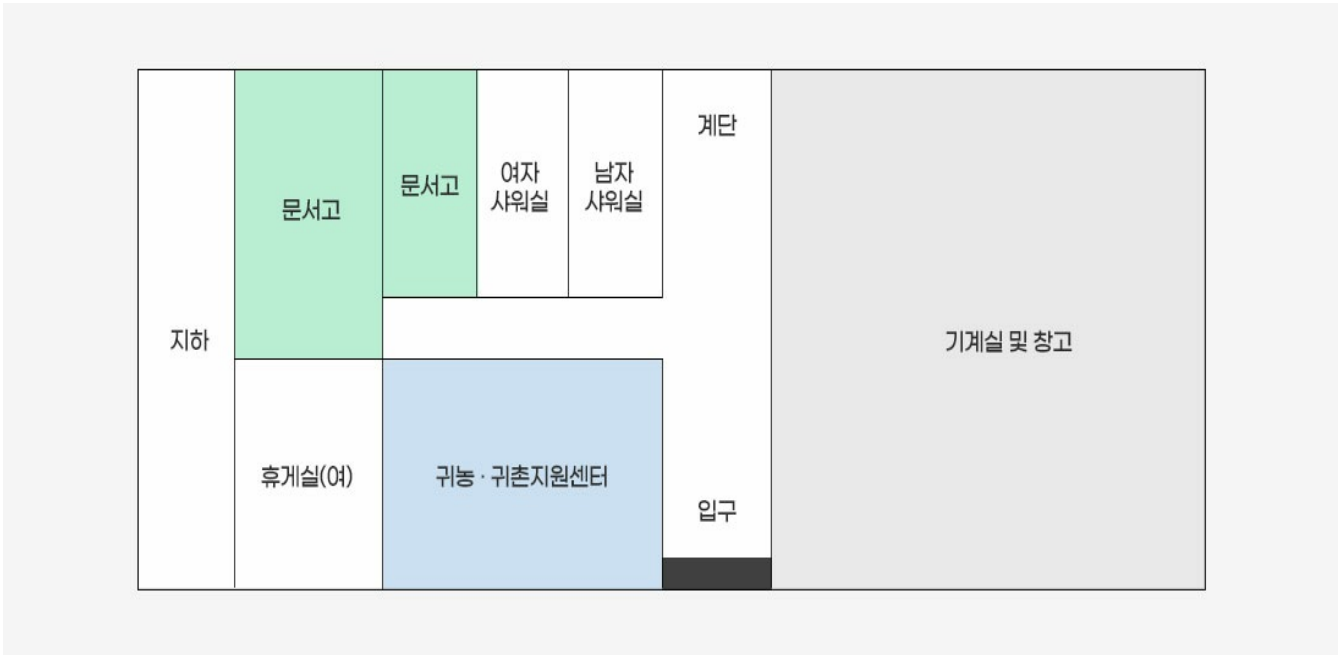 지하
문서고
문서고
여자
샤워실
남자
샤워실
계단
기계실 및 창고
휴게실(여)
귀농 · 귀촌지원센터
입구